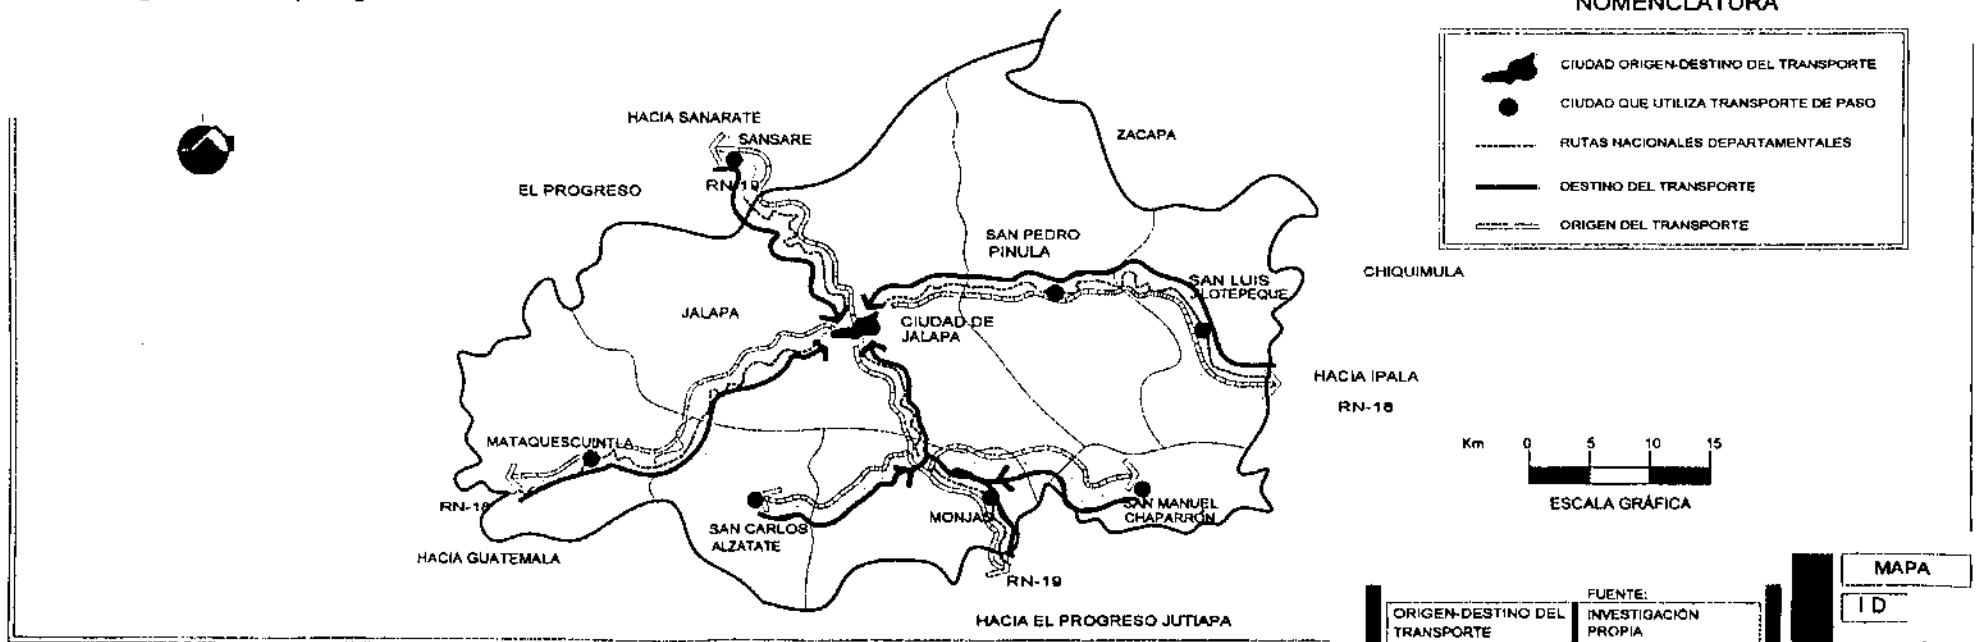 NOMENCLATURA
CIUDAD ORIGEN-DESTINO DEL TRANSPORTE
CIUDAD QUE UTILIZA TRANSPORTE DE PASO
RUTAS NACIONALES DEPARTAMENTALES
DESTINO DEL TRANSPORTE
ORIGEN DEL TRANSPORTE
HACIA SANARATE
SANSARE
ZACAPA
RN-19
EL PROGRESO
SAN PEDRO
PINULA
CHIQUIMULA
SAN LUIS
JILOTEPEQUE
JALAPA
CIUDAD DE
JALAPA
HACIA IPALA
RN-18
MATAQUESCUINTLA
Km 0 5 10 15
ESCALA GRÁFICA
RN-18
SAN CARLOS
ALZATATE
MONJAS
SAN MANUEL
CHAPARRÓN
HACIA GUATEMALA
RN-19
HACIA EL PROGRESO JUTIAPA
ORIGEN-DESTINO DEL
TRANSPORTE
FUENTE:
INVESTIGACIÓN
PROPIA
MAPA
ID